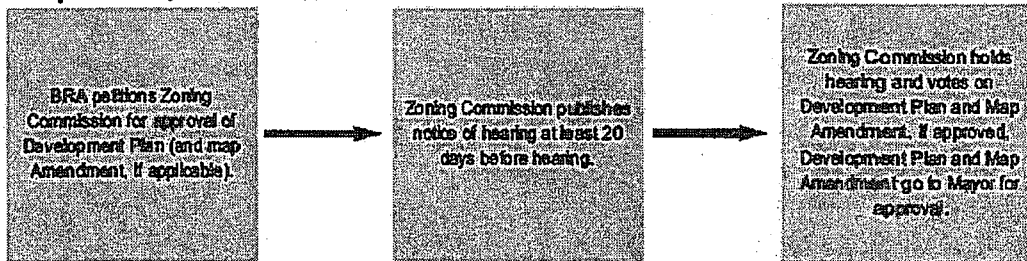 BRA petitions Zoning
Commission for approval of
Development Plan (and map
Amendment, if applicable).
Zoning Commission publishes
notice of hearing at least 20
days before hearing.
Zoning Commission holds
hearing and votes on
Development Plan and Map
Amendment. If approved,
Development Plan and Map
Amendment go to Mayor for
approval.